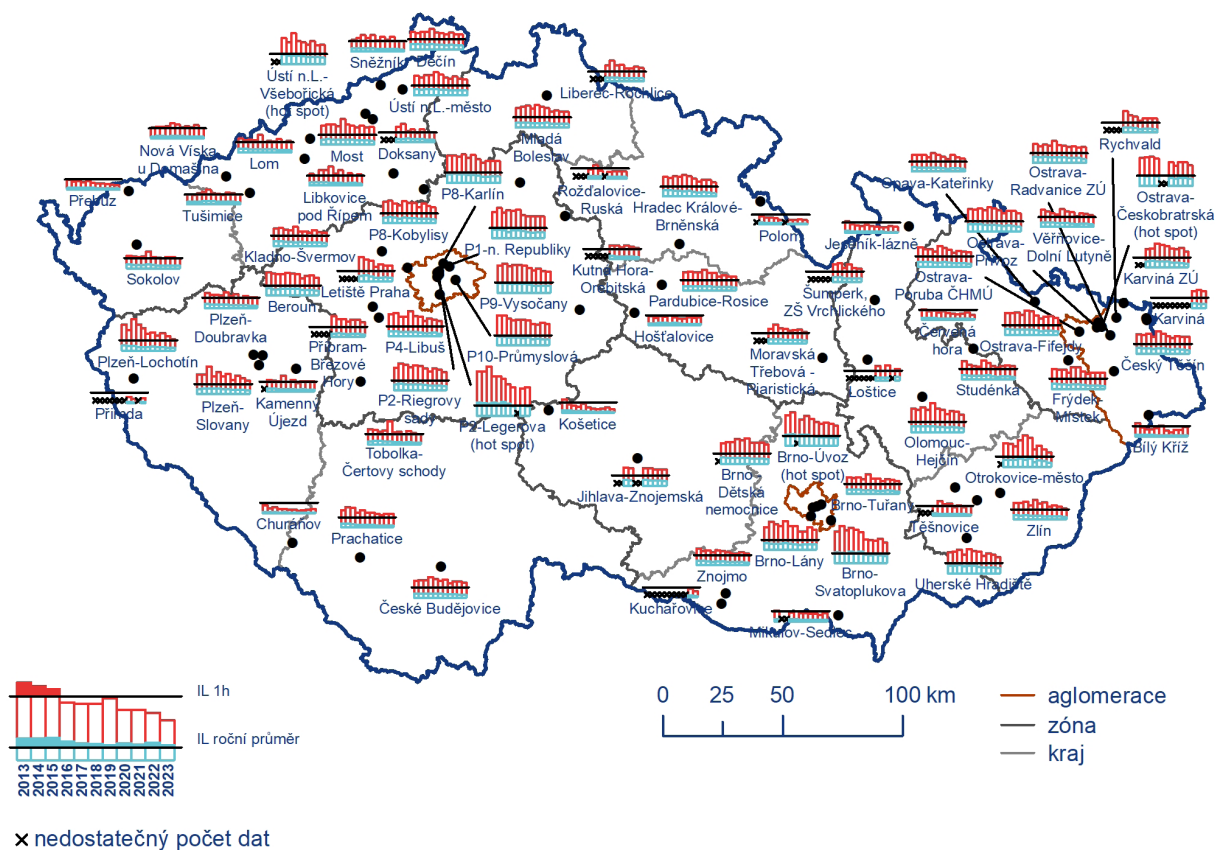 Ústí n.L.-
Všebořická
(hot spot)
Sněžník
Děčín
Ústí n.L.-město
Liberec-Rochlice
Nová Víska
u Domašína
Lom
Most
Doksany
Mladá
Boleslav
Rychvald
Přebuz
Tušimice
Libkovice
pod Řípem
P8-Karlín
Rožďalovice-
Ruská
Hradec Králové-
Brněnská
Opava-Kateřinky
Ostrava-
Radvanice ZÚ
Ostrava-
Českobratrská
(hot spot)
Sokolov
Kladno-Švermov
P8-Kobylisy
P1-n. Republiky
Polom
Jeseník-lázně
Ostrava-
Přívoz
Věřňovice-
Dolní Lutyně
Karviná ZÚ
Plzeň-
Doubravka
Beroun
Letiště Praha
P9-Vysočany
Kutná Hora-
Orebitská
Pardubice-Rosice
Šumperk,
ZŠ Vrchlického
Ostrava-
Poruba ČHMÚ
Karviná
Plzeň-Lochotín
Příbram-
Březové
Hory
P4-Libuš
P10-Průmyslová
Hošťalovice
Moravská
Třebová -
Piaristická
Loštice
Červená
hora
Ostrava-Fifejdy
Český Těšín
Přimda
Plzeň-
Slovany
Kamenný
Újezd
P2-Riegrovy
sady
P2-Legerova
(hot spot)
Košetice
Studénka
Frýdek-
Místek
Bílý Kříž
Tobolka-
Čertovy schody
Jihlava-Znojemská
Brno
Dětská
nemocnice
Brno-Úvoz
(hot spot)
Brno-Tuřany
Olomouc-
Hejčín
Otrokovice-město
Churáňov
Prachatice
Těšnovice
Zlín
České Budějovice
Znojmo
Brno-Lány
Brno-
Svatoplukova
Uherské Hradiště
Kuchařovice
Mikulov-Sedlec
IL 1h
IL roční průměr
2013
2014
2015
2016
2017
2018
2019
2020
2021
2022
2023
0 25 50 100 km
aglomerace
zóna
kraj
x nedostatečný počet dat